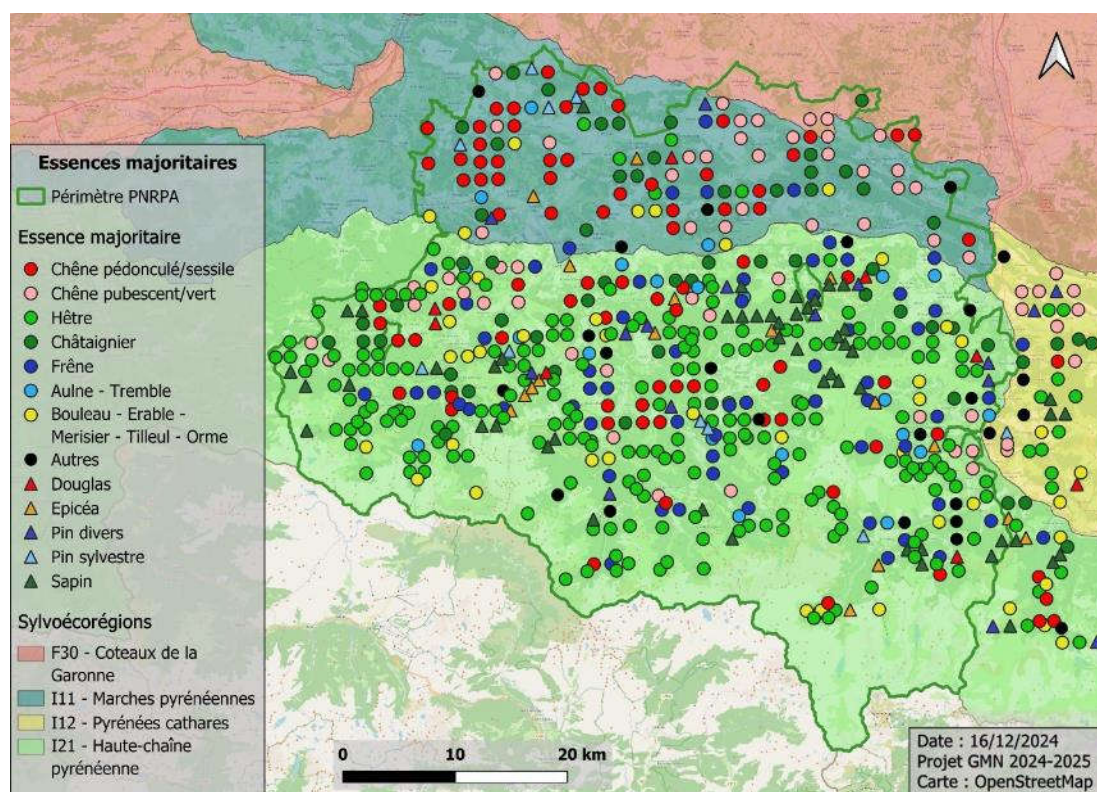 Essences majoritaires
Périmètre PNRPA
Essence majoritaire
Chêne pédonculé/sessile
Chêne pubescent/vert
Hêtre
Châtaignier
Frêne
Aulne - Tremble
Bouleau - Erable -
Merisier - Tilleul - Orme
Autres
Douglas
Epicéa
Pin divers
Pin sylvestre
Sapin
Sylvoécorégions
F30 - Coteaux de la
Garonne
I11 - Marches pyrénéennes
I12 - Pyrénées cathares
I21 - Haute-chaîne
pyrénéenne
0 10 20 km
Date : 16/12/2024
Projet GMN 2024-2025
Carte : OpenStreetMap